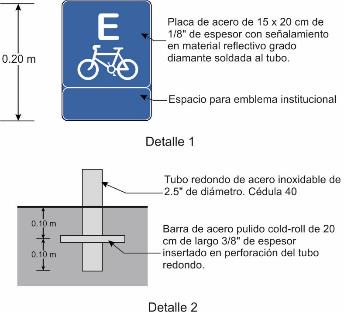 E
Placa de acero de 15 x 20 cm de
1/8" de espesor con señalamiento
en material reflectivo grado
diamante soldada al tubo.
0.20 m
Espacio para emblema institucional
Detalle 1
Tubo redondo de acero inoxidable de
2.5" de diámetro. Cédula 40
0.10 m
Barra de acero pulido cold-roll de 20
cm de largo 3/8" de espesor
insertado en perforación del tubo
redondo.
0.10 m
Detalle 2